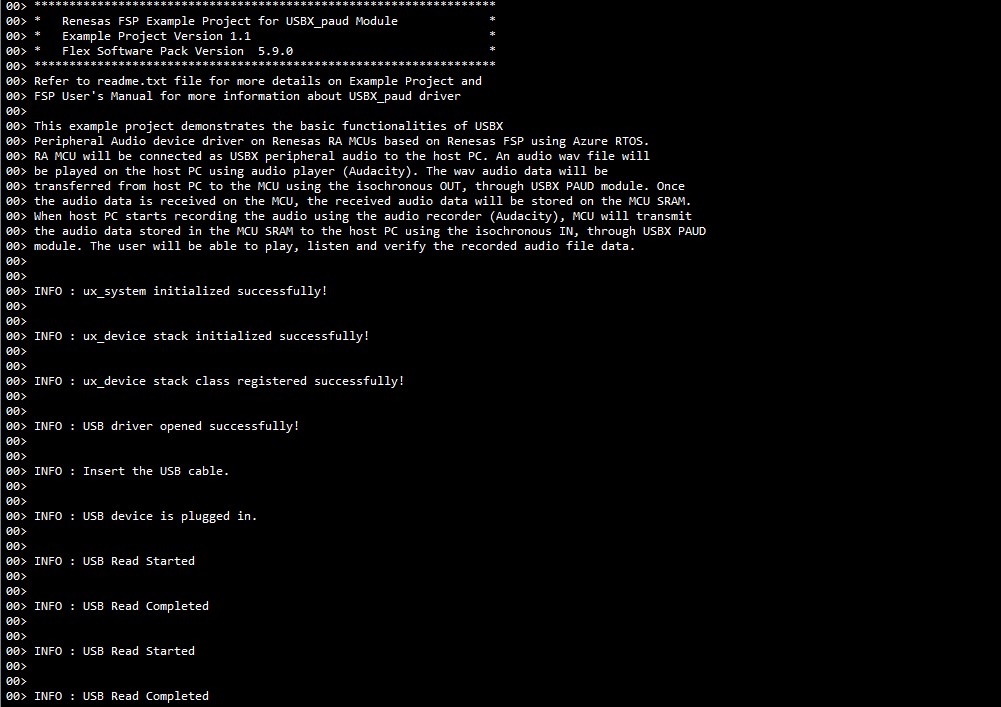 00> ******************************************************************
00> *   Renesas FSP Example Project for USBX_paud Module             *
00> *   Example Project Version 1.1                                  *
00> *   Flex Software Pack Version  5.9.0                            *
00> ******************************************************************
00> Refer to readme.txt file for more details on Example Project and
00> FSP User's Manual for more information about USBX_paud driver
00>
00> This example project demonstrates the basic functionalities of USBX
00> Peripheral Audio device driver on Renesas RA MCUs based on Renesas FSP using Azure RTOS.
00> RA MCU will be connected as USBX peripheral audio to the host PC. An audio wav file will
00> be played on the host PC using audio player (Audacity). The wav audio data will be
00> transferred from host PC to the MCU using the isochronous OUT, through USBX PAUD module. Once
00> the audio data is received on the MCU, the received audio data will be stored on the MCU SRAM.
00> When host PC starts recording the audio using the audio recorder (Audacity), MCU will transmit
00> the audio data stored in the MCU SRAM to the host PC using the isochronous IN, through USBX PAUD
00> module. The user will be able to play, listen and verify the recorded audio file data.
00>
00>
00> INFO : ux_system initialized successfully!
00>
00>
00> INFO : ux_device stack initialized successfully!
00>
00>
00> INFO : ux_device stack class registered successfully!
00>
00>
00> INFO : USB driver opened successfully!
00>
00>
00> INFO : Insert the USB cable.
00>
00>
00> INFO : USB device is plugged in.
00>
00>
00> INFO : USB Read Started
00>
00>
00> INFO : USB Read Completed
00>
00>
00> INFO : USB Read Started
00>
00>
00> INFO : USB Read Completed